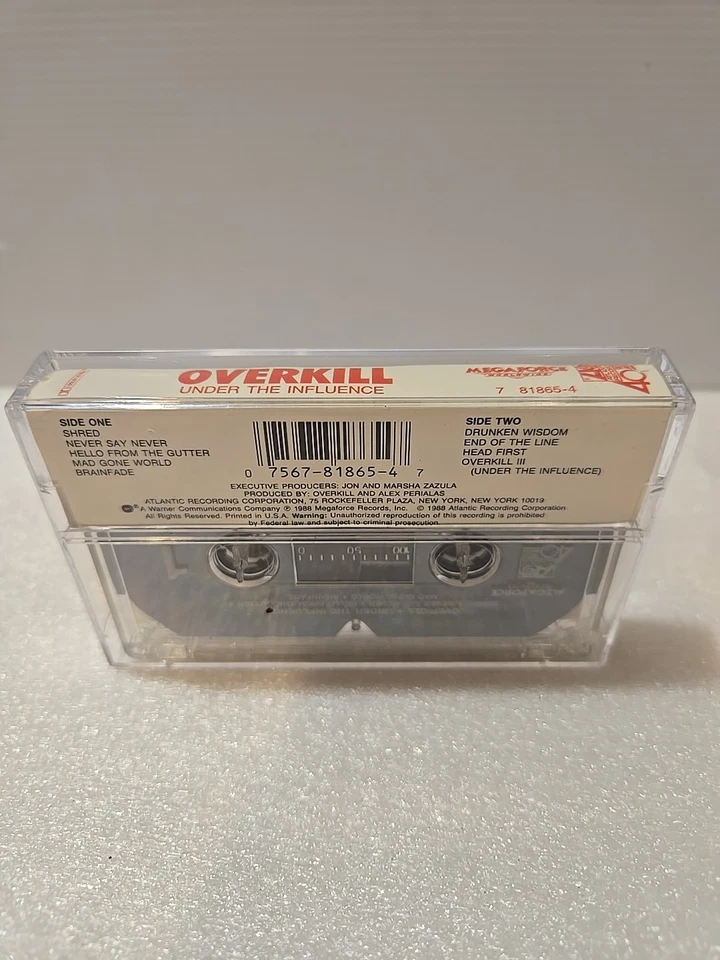 OVERKILL
UNDER THE INFLUENCE
MEGAFORCE
WORLDWIDE
7 81865-4
SIDE ONE
SHRED
NEVER SAY NEVER
HELLO FROM THE GUTTER
MAD GONE WORLD
BRAINFADE
0 7567-81865-4 7
SIDE TWO
DRUNKEN WISDOM
END OF THE LINE
HEAD FIRST
OVERKILL III
(UNDER THE INFLUENCE)
EXECUTIVE PRODUCERS: JON AND MARSHA ZAZULA
PRODUCED BY: OVERKILL AND ALEX PERIALAS
ATLANTIC RECORDING CORPORATION, 75 ROCKEFELLER PLAZA, NEW YORK, NEW YORK 10019
A Warner Communications Company ℗ 1988 Megaforce Records, Inc. © 1988 Atlantic Recording Corporation
All Rights Reserved. Printed in U.S.A. Warning: Unauthorized reproduction of this recording is prohibited
by Federal law and subject to criminal prosecution.
0 50 100
MEGAFORCE